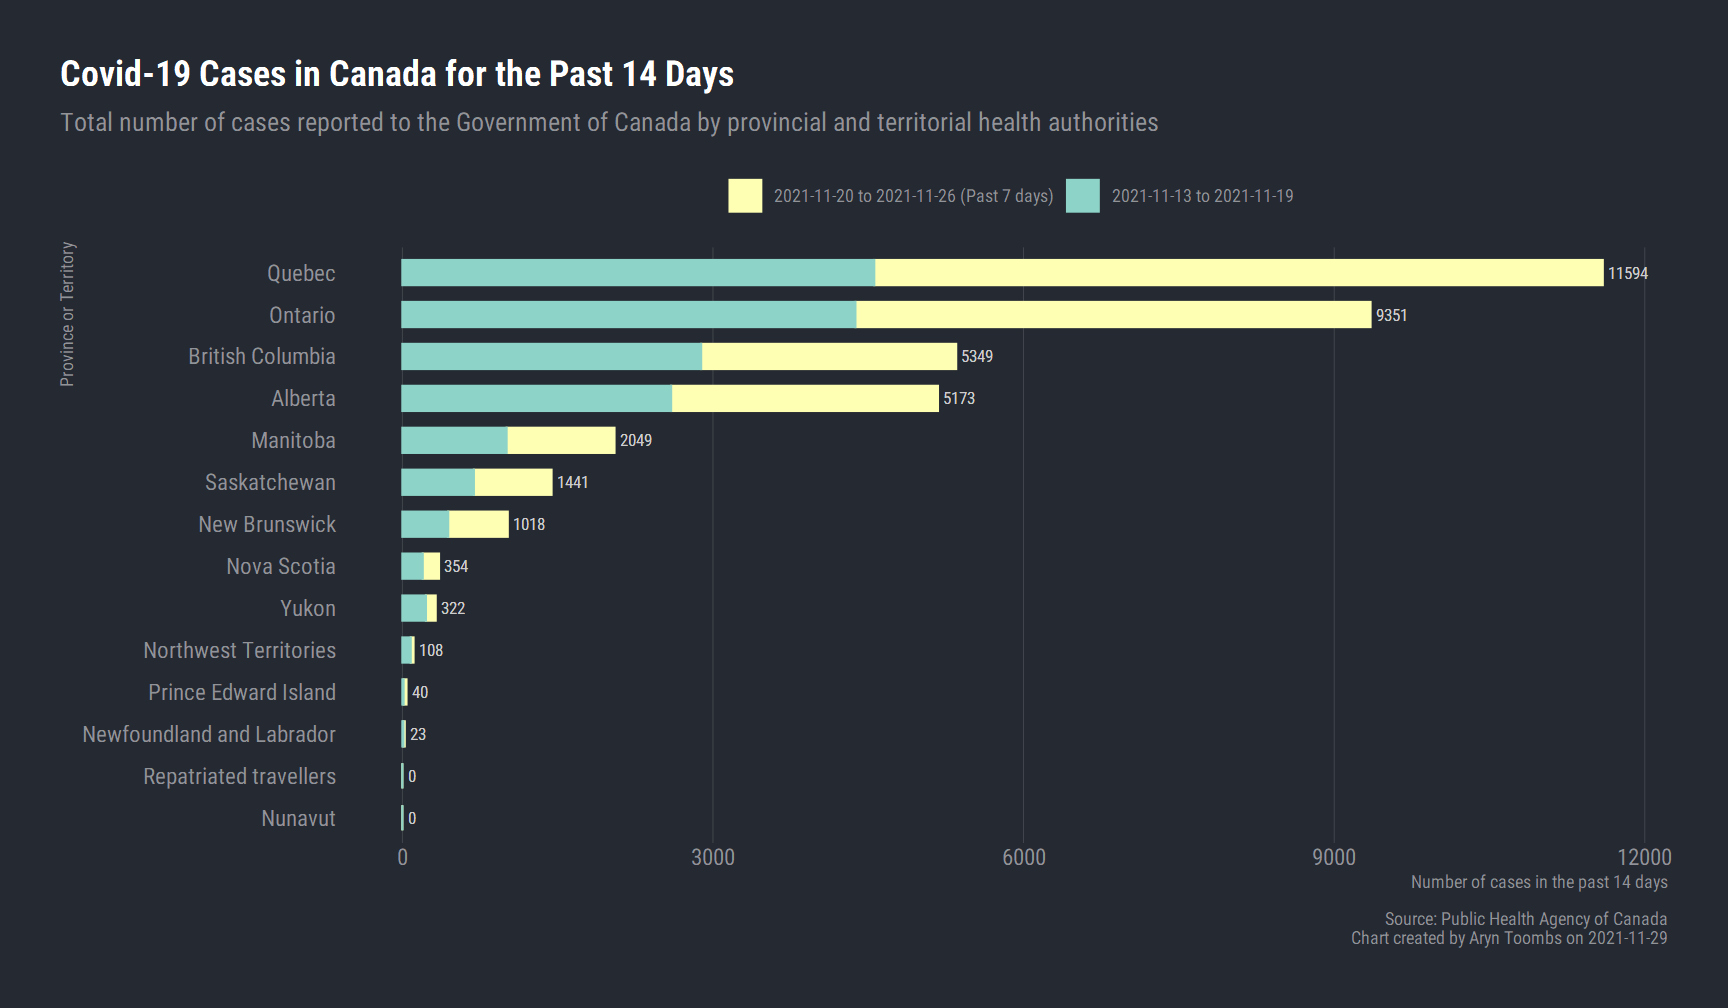 Covid-19 Cases in Canada for the Past 14 Days
Total number of cases reported to the Government of Canada by provincial and territorial health authorities
2021-11-20 to 2021-11-26 (Past 7 days)
2021-11-13 to 2021-11-19
Province or Territory
Quebec 11594
Ontario 9351
British Columbia 5349
Alberta 5173
Manitoba 2049
Saskatchewan 1441
New Brunswick 1018
Nova Scotia 354
Yukon 322
Northwest Territories 108
Prince Edward Island 40
Newfoundland and Labrador 23
Repatriated travellers 0
Nunavut 0
0 3000 6000 9000 12000
Number of cases in the past 14 days
Source: Public Health Agency of Canada
Chart created by Aryn Toombs on 2021-11-29